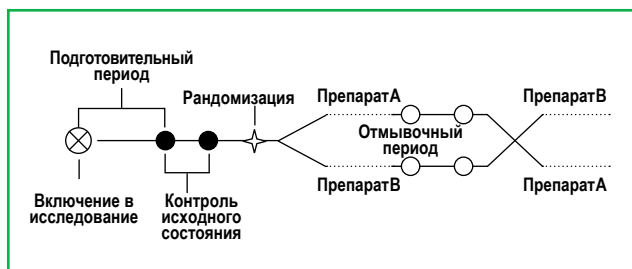 Подготовительный
период
Рандомизация
ПрепаратА
ПрепаратВ
Отмывочный
период
ПрепаратВ
ПрепаратА
Включение в
исследование
Контроль
исходного
состояния